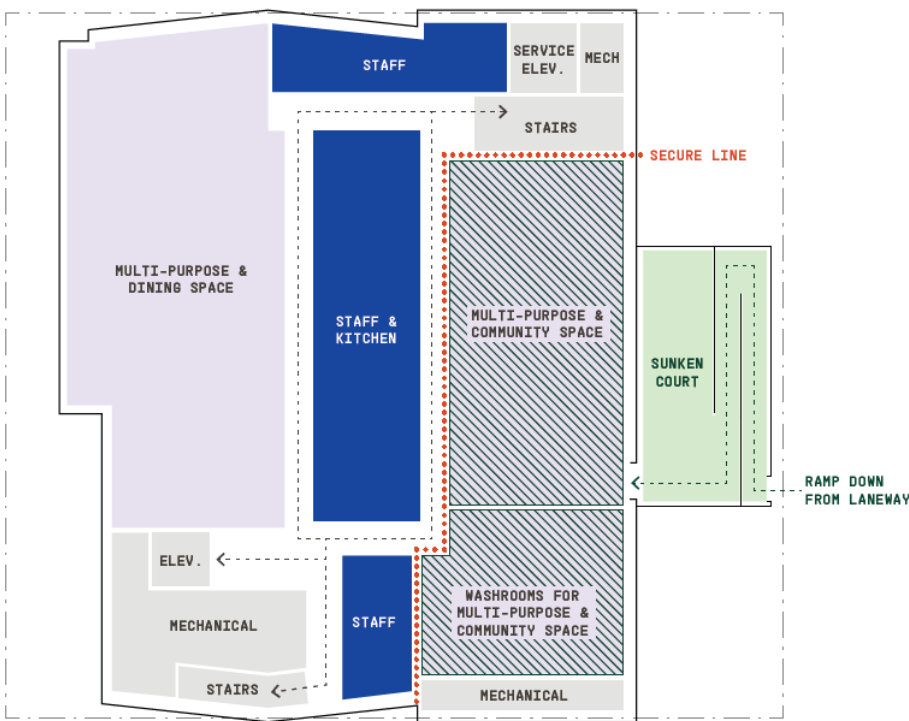 STAFF
SERVICE
ELEV.
MECH
STAIRS
SECURE LINE
MULTI-PURPOSE &
DINING SPACE
STAFF &
KITCHEN
MULTI-PURPOSE &
COMMUNITY SPACE
SUNKEN
COURT
RAMP DOWN
FROM LANEWAY
ELEV.
MECHANICAL
STAFF
WASHROOMS FOR
MULTI-PURPOSE &
COMMUNITY SPACE
STAIRS
MECHANICAL